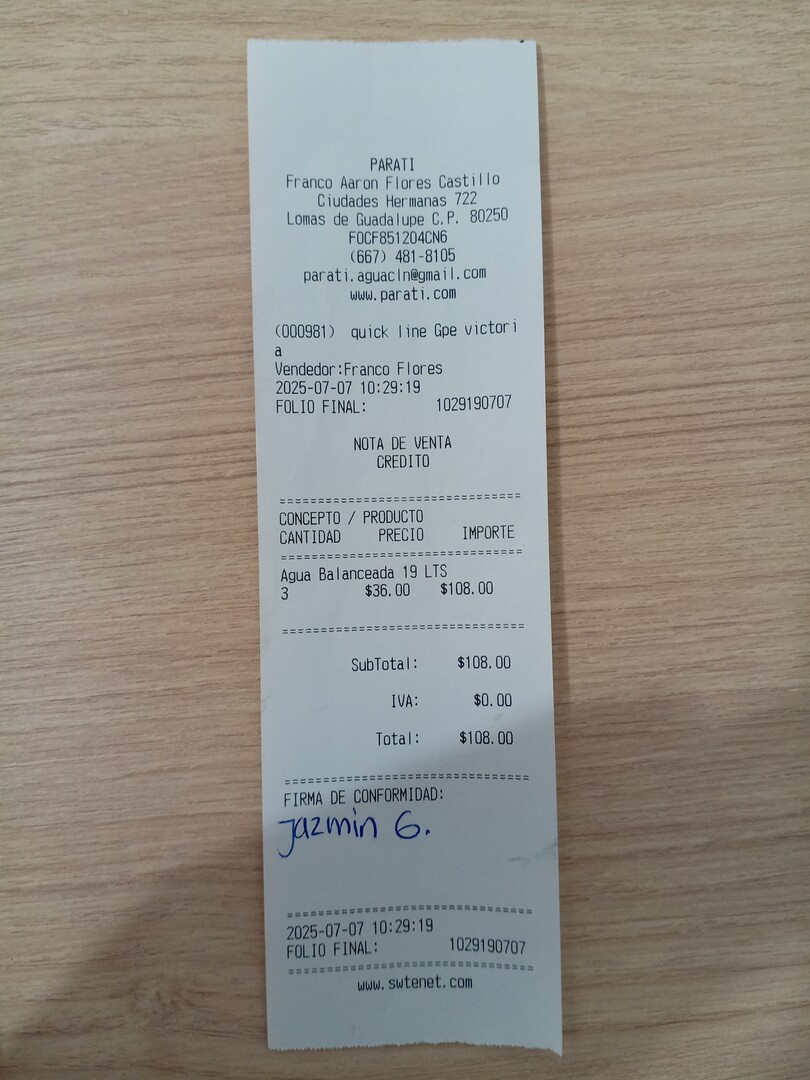 PARATI
Franco Aaron Flores Castillo
Ciudades Hermanas 722
Lomas de Guadalupe C.P. 80250
FOCF851204CN6
(667) 481-8105
parati.aguacln@gmail.com
www.parati.com
(000981) quick line Gpe victori
a
Vendedor:Franco Flores
2025-07-07 10:29:19
FOLIO FINAL: 1029190707
NOTA DE VENTA
CREDITO
==========================================
CONCEPTO / PRODUCTO
CANTIDAD PRECIO IMPORTE
==========================================
Agua Balanceada 19 LTS
3 $36.00 $108.00
==========================================
SubTotal: $108.00
IVA: $0.00
Total: $108.00
==========================================
FIRMA DE CONFORMIDAD:
Jazmin G.
==========================================
2025-07-07 10:29:19
FOLIO FINAL: 1029190707
==========================================
www.swtenet.com